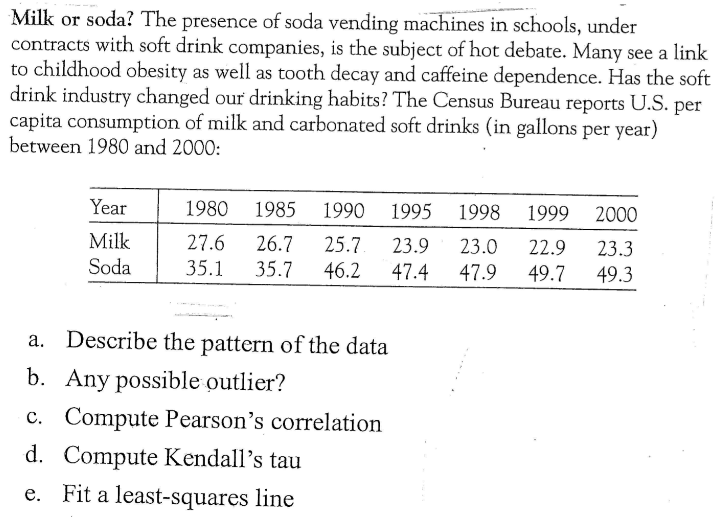 Milk or soda? The presence of soda vending machines in schools, under
contracts with soft drink companies, is the subject of hot debate. Many see a link
to childhood obesity as well as tooth decay and caffeine dependence. Has the soft
drink industry changed our drinking habits? The Census Bureau reports U.S. per
capita consumption of milk and carbonated soft drinks (in gallons per year)
between 1980 and 2000:
Year 1980 1985 1990 1995 1998 1999 2000
Milk 27.6 26.7 25.7 23.9 23.0 22.9 23.3
Soda 35.1 35.7 46.2 47.4 47.9 49.7 49.3
a. Describe the pattern of the data
b. Any possible outlier?
c. Compute Pearson's correlation
d. Compute Kendall's tau
e. Fit a least-squares line